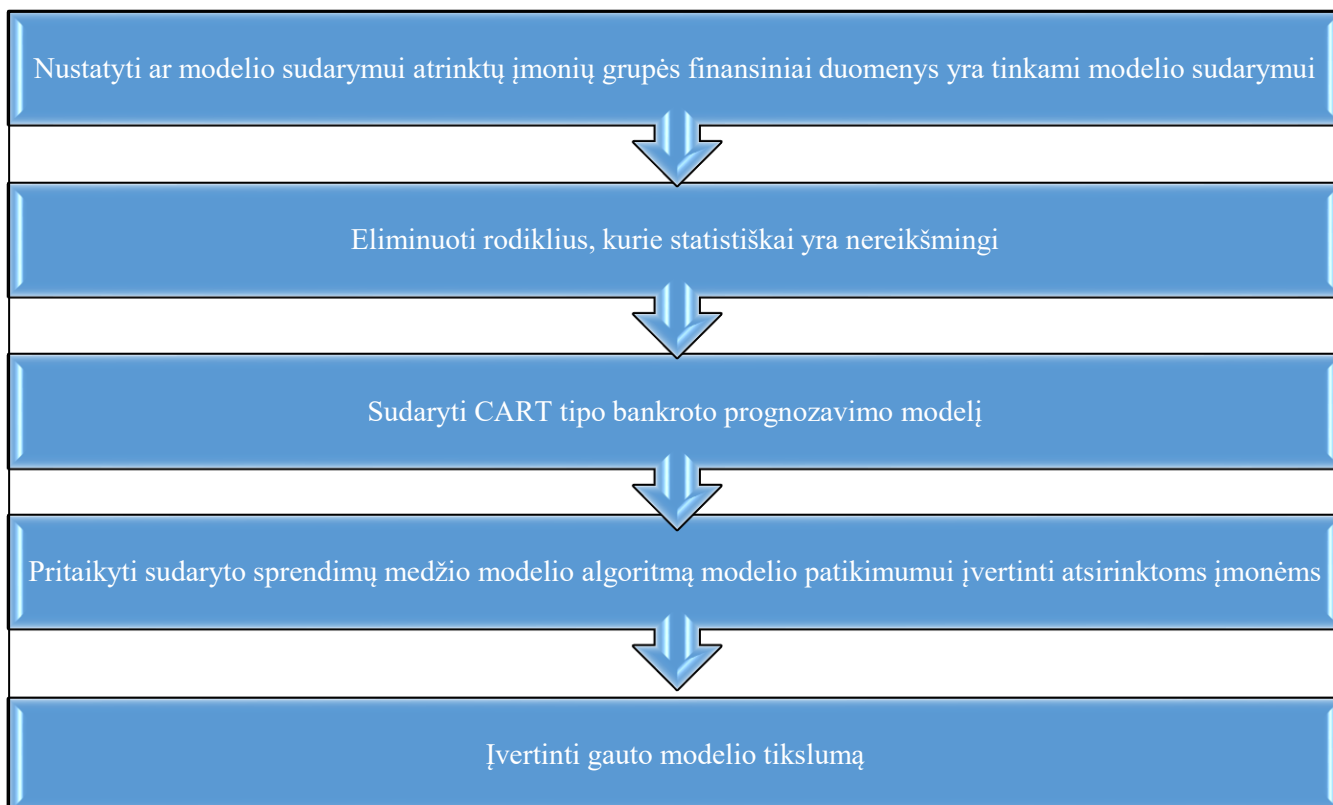 Nustatyti ar modelio sudarymui atrinktų įmonių grupės finansiniai duomenys yra tinkami modelio sudarymui
Eliminuoti rodiklius, kurie statistiškai yra nereikšmingi
Sudaryti CART tipo bankroto prognozavimo modelį
Pritaikyti sudaryto sprendimų medžio modelio algoritmą modelio patikimumui įvertinti atsirinktoms įmonėms
Įvertinti gauto modelio tikslumą